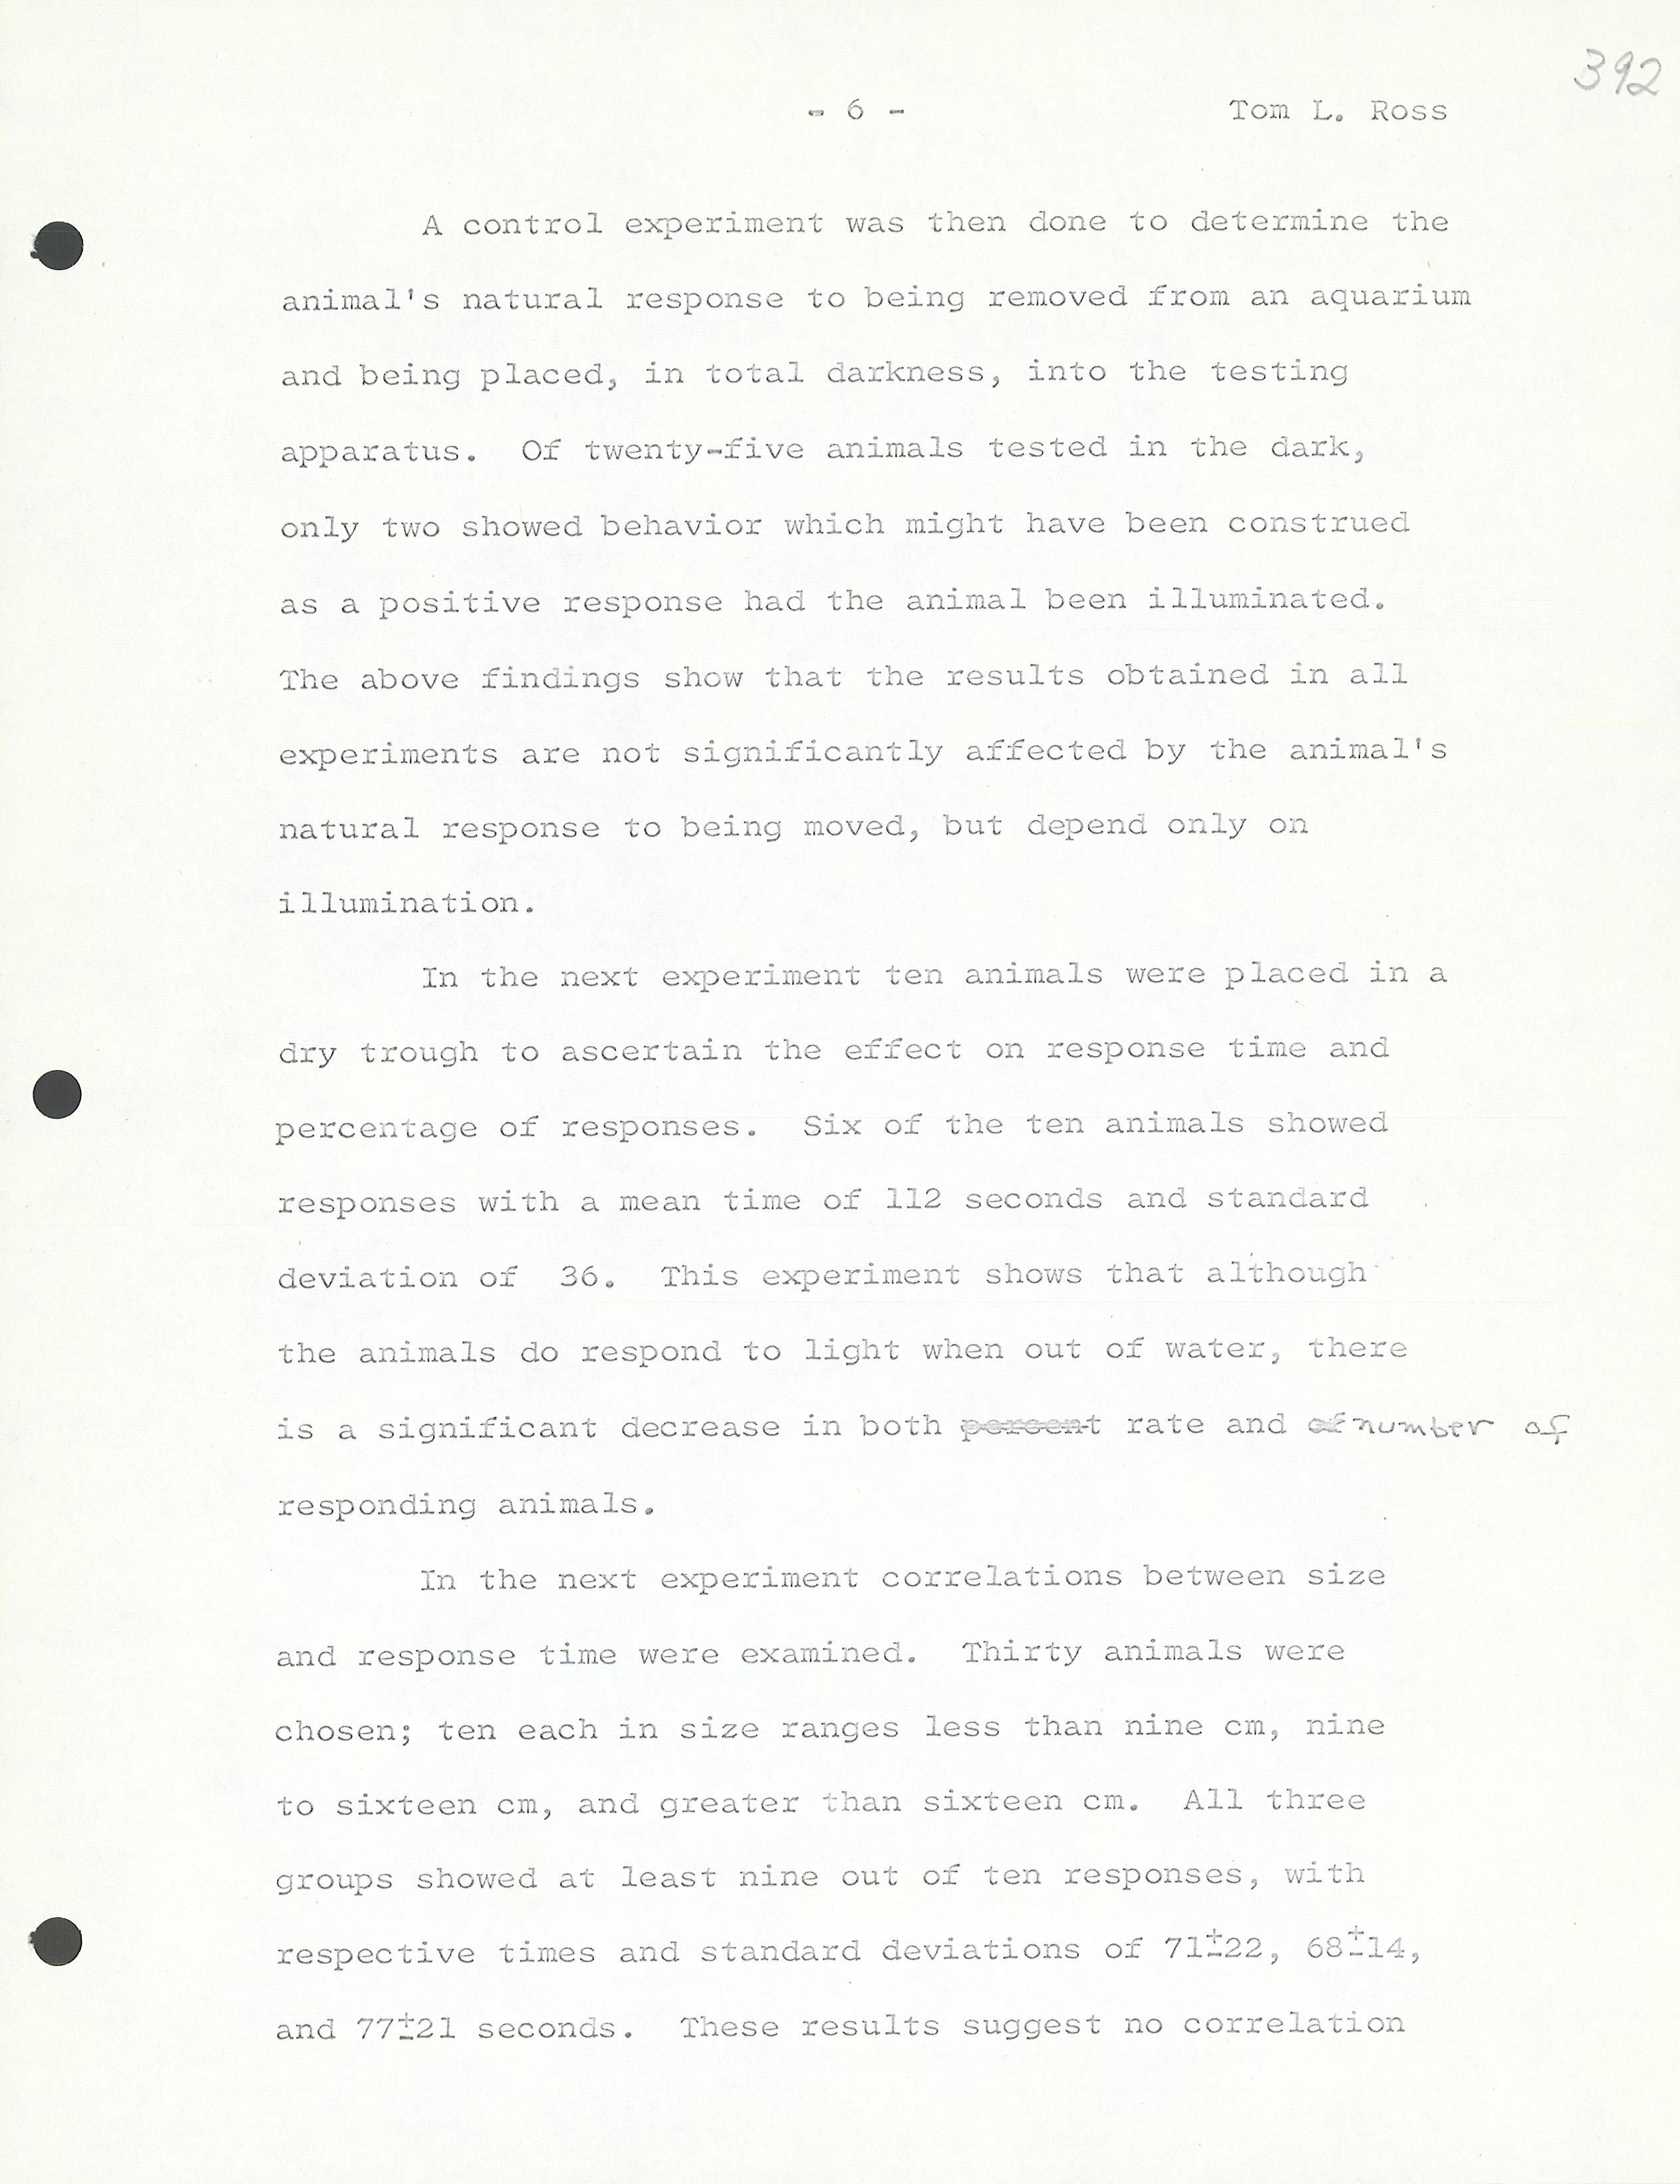 392
- 6 - Tom L. Ross
A control experiment was then done to determine the
animal's natural response to being removed from an aquarium
and being placed, in total darkness, into the testing
apparatus. Of twenty-five animals tested in the dark,
only two showed behavior which might have been construed
as a positive response had the animal been illuminated.
The above findings show that the results obtained in all
experiments are not significantly affected by the animal's
natural response to being moved, but depend only on
illumination.
In the next experiment ten animals were placed in a
dry trough to ascertain the effect on response time and
percentage of responses. Six of the ten animals showed
responses with a mean time of 112 seconds and standard
deviation of 36. This experiment shows that although
the animals do respond to light when out of water, there
is a significant decrease in both percent rate and of number of
responding animals.
In the next experiment correlations between size
and response time were examined. Thirty animals were
chosen; ten each in size ranges less than nine cm, nine
to sixteen cm, and greater than sixteen cm. All three
groups showed at least nine out of ten responses, with
respective times and standard deviations of 71±22, 68±14,
and 77±21 seconds. These results suggest no correlation